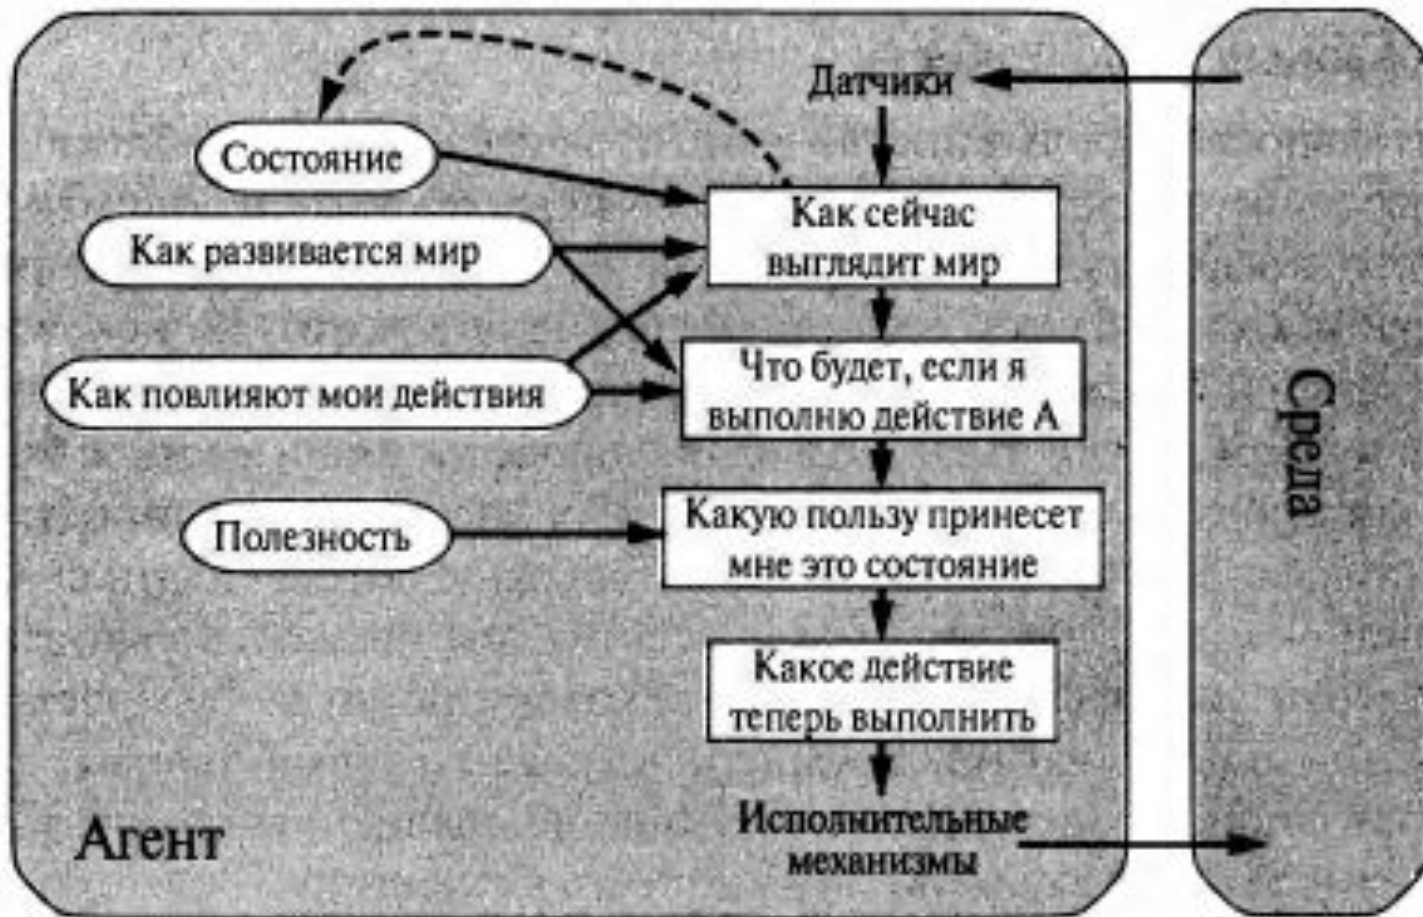 Датчики
Состояние
Как сейчас
выглядит мир
Как развивается мир
Что будет, если я
выполню действие А
Как повлияют мои действия
Среда
Какую пользу принесет
мне это состояние
Полезность
Какое действие
теперь выполнить
Исполнительные
механизмы
Агент